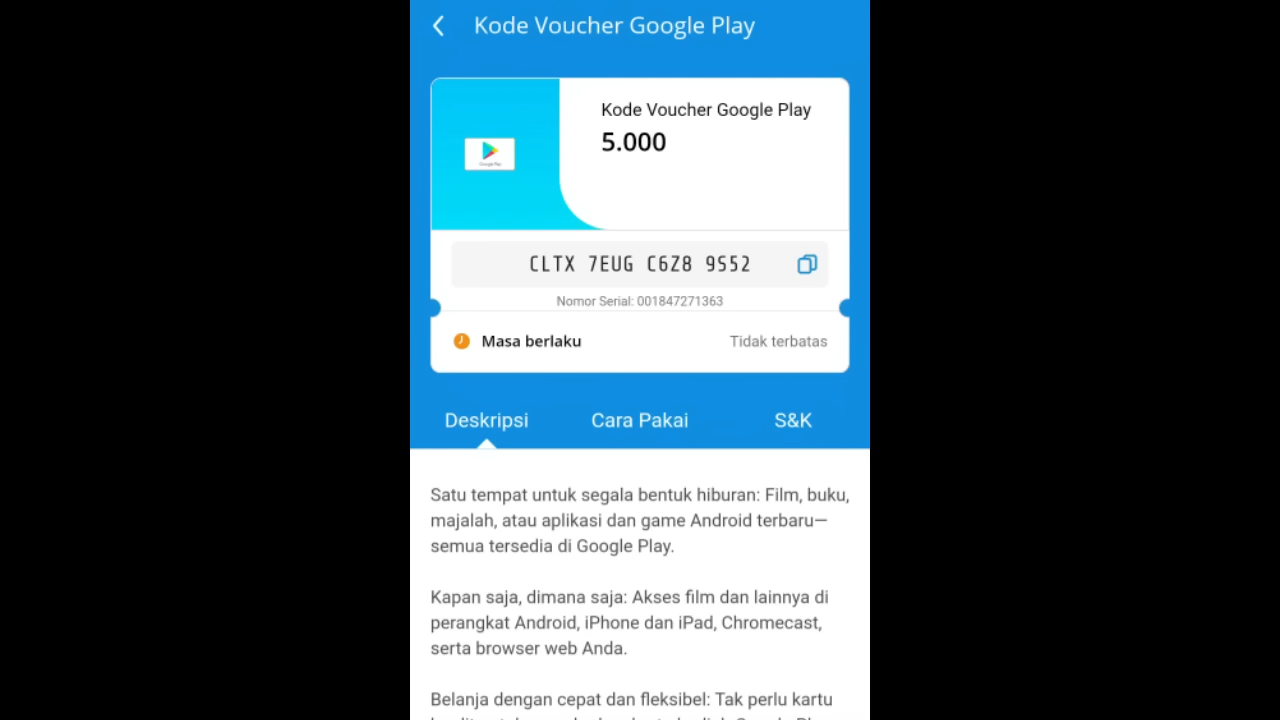 Kode Voucher Google Play
Kode Voucher Google Play
5.000
Google Play
CLTX 7EUG C6Z8 9S52
Nomor Serial: 001847271363
Masa berlaku
Tidak terbatas
Deskripsi
Cara Pakai
S&K
Satu tempat untuk segala bentuk hiburan: Film, buku,
majalah, atau aplikasi dan game Android terbaru—
semua tersedia di Google Play.
Kapan saja, dimana saja: Akses film dan lainnya di
perangkat Android, iPhone dan iPad, Chromecast,
serta browser web Anda.
Belanja dengan cepat dan fleksibel: Tak perlu kartu